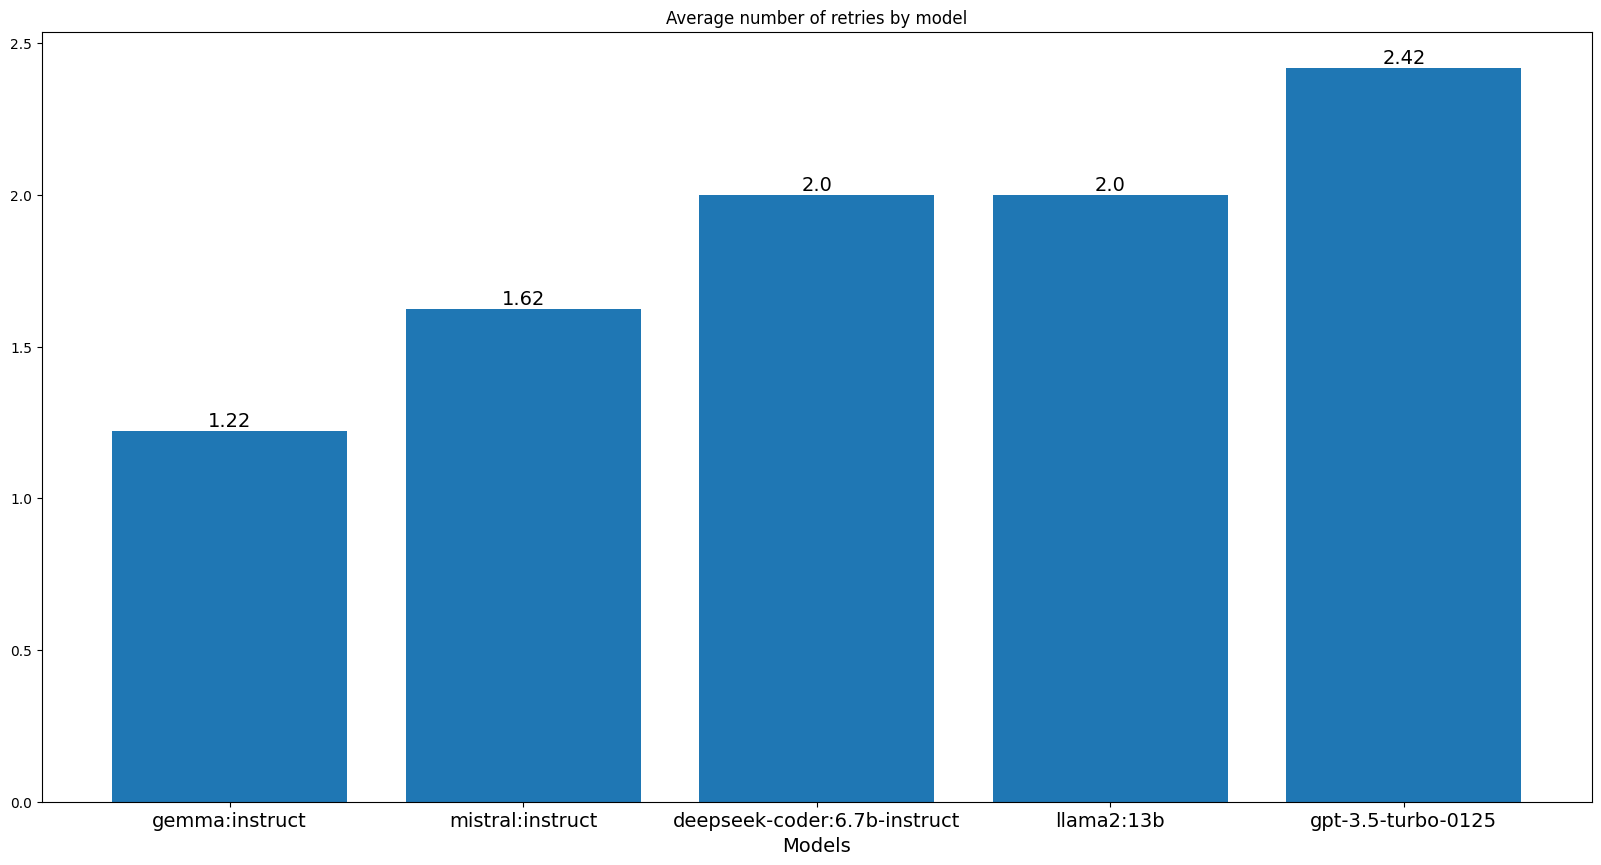 Average number of retries by model
2.5
2.0
1.5
1.0
0.5
0.0
1.22
1.62
2.0
2.0
2.42
gemma:instruct
mistral:instruct
deepseek-coder:6.7b-instruct
llama2:13b
gpt-3.5-turbo-0125
Models